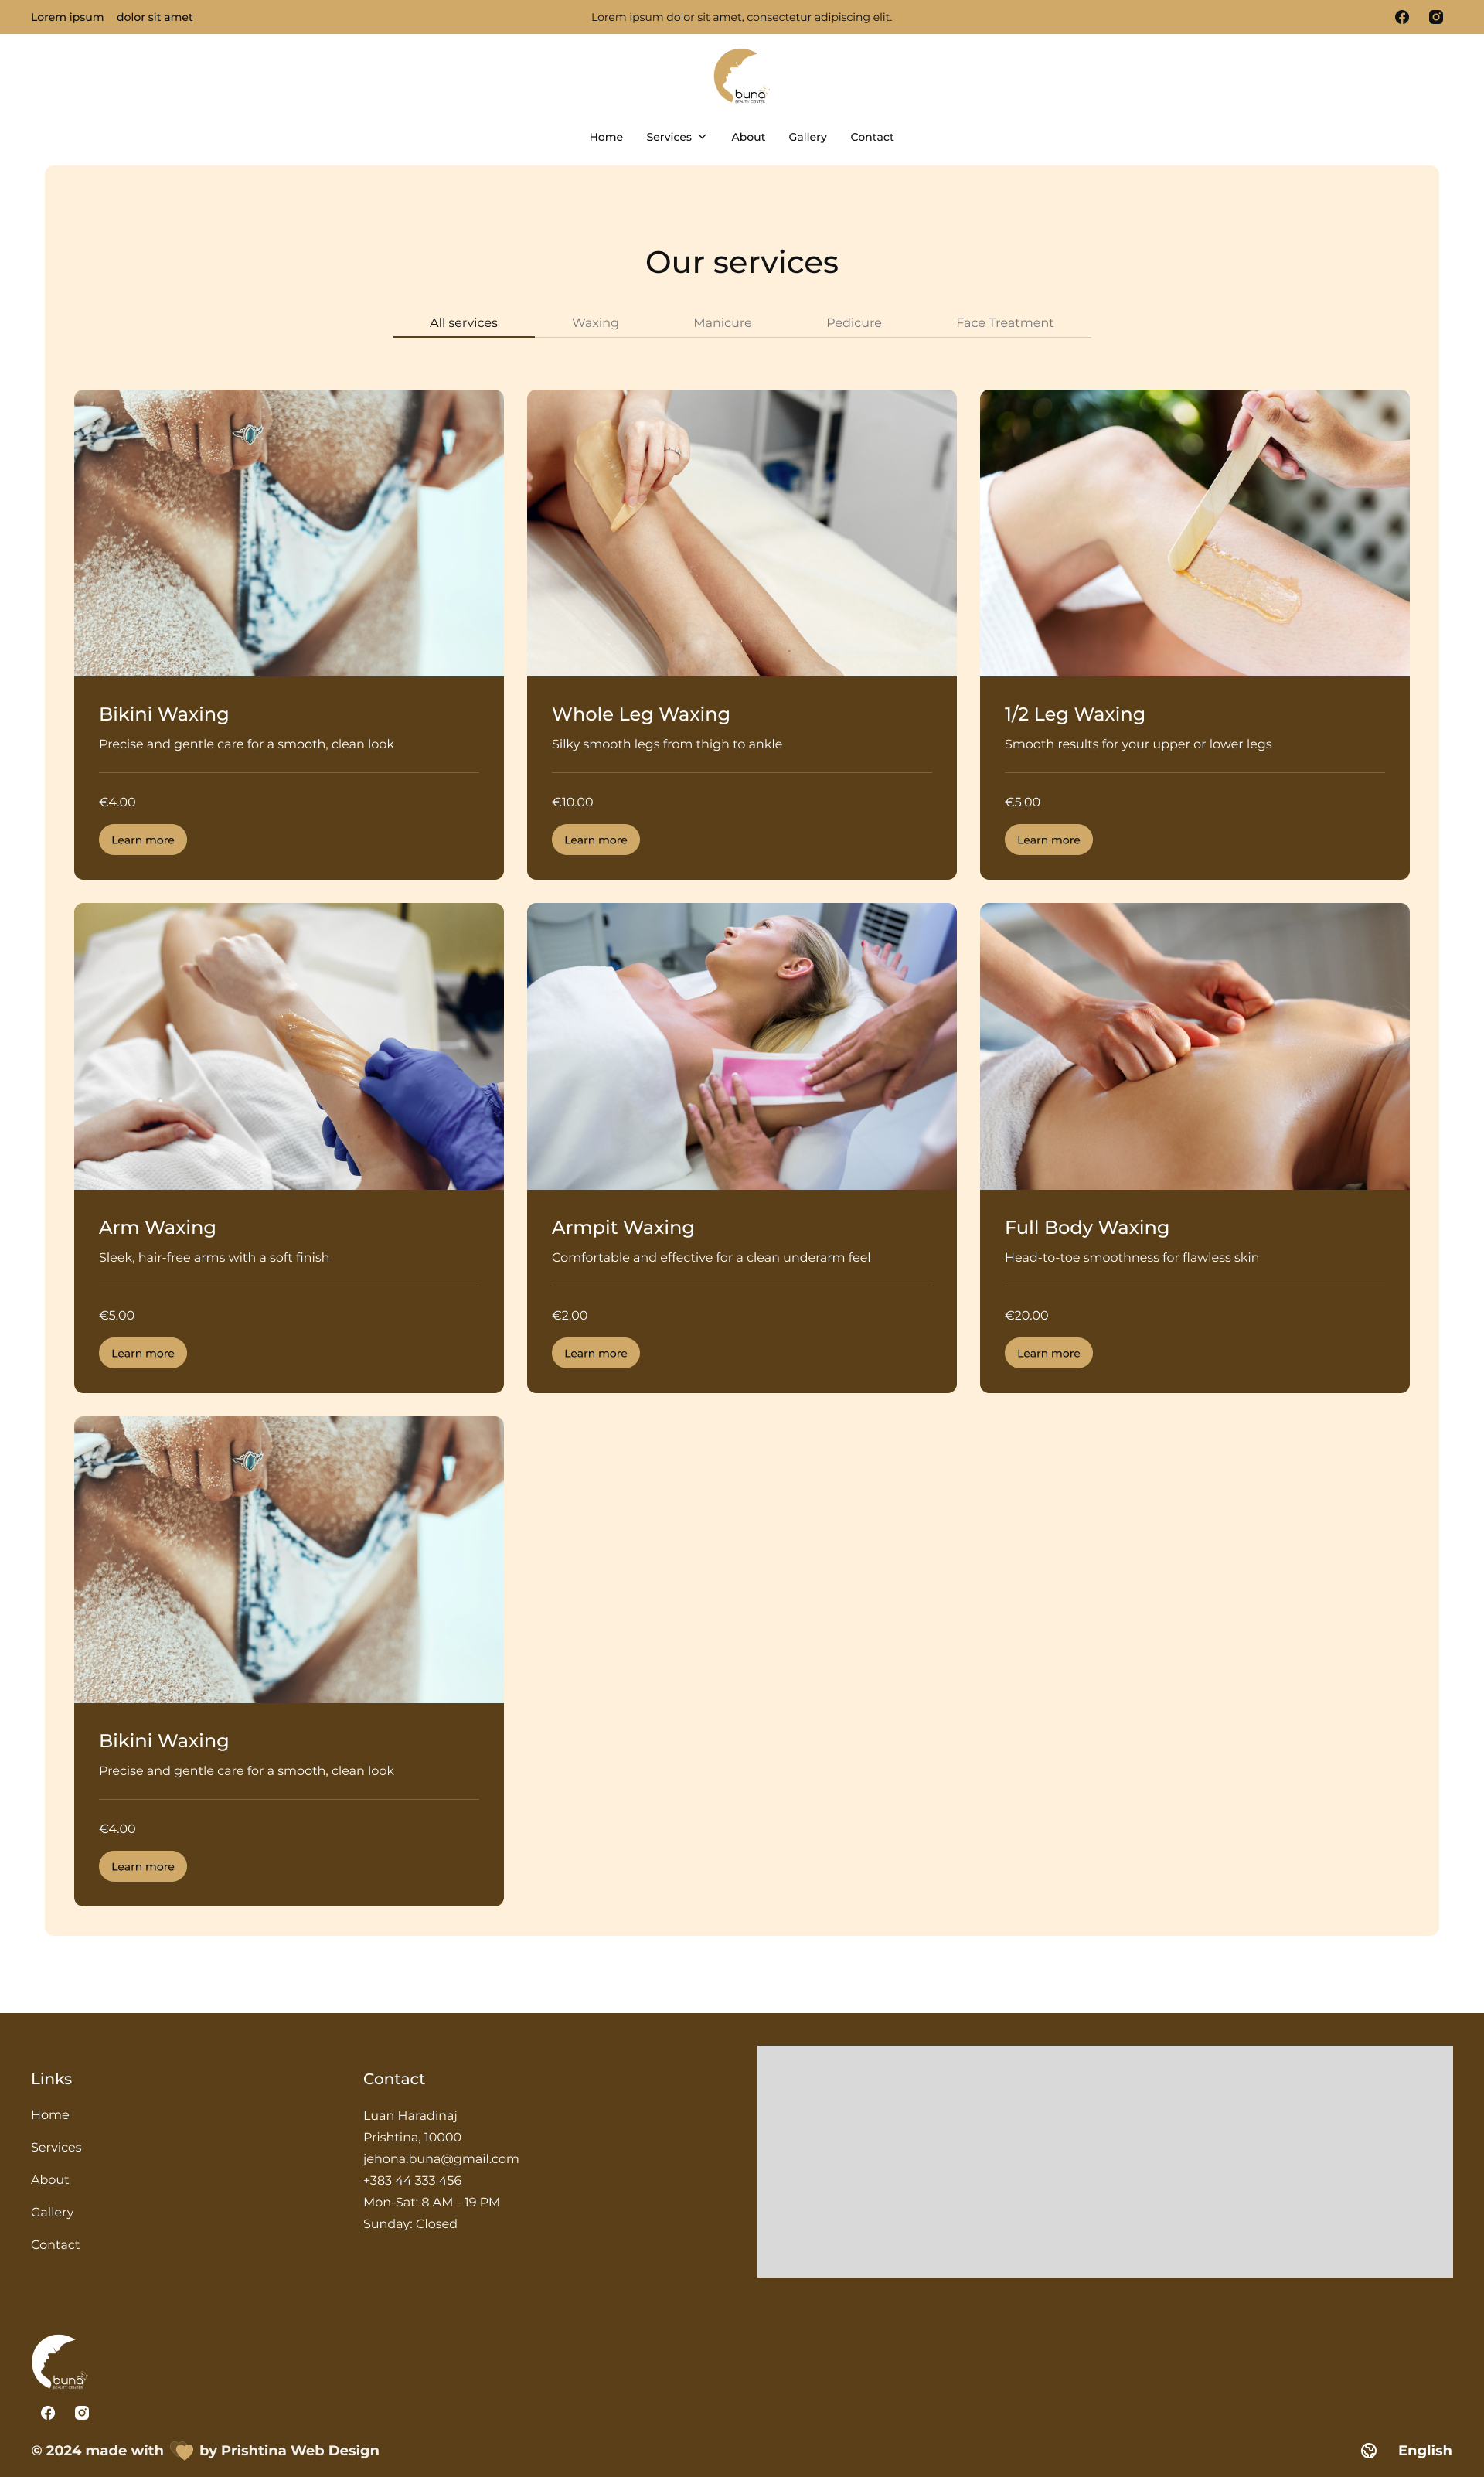 Lorem ipsum dolor sit amet
Lorem ipsum dolor sit amet, consectetur adipiscing elit.
buna
BEAUTY CENTER
Home Services About Gallery Contact
Our services
All services Waxing Manicure Pedicure Face Treatment
Bikini Waxing
Precise and gentle care for a smooth, clean look
€4.00
Learn more
Whole Leg Waxing
Silky smooth legs from thigh to ankle
€10.00
Learn more
1/2 Leg Waxing
Smooth results for your upper or lower legs
€5.00
Learn more
Arm Waxing
Sleek, hair-free arms with a soft finish
€5.00
Learn more
Armpit Waxing
Comfortable and effective for a clean underarm feel
€2.00
Learn more
Full Body Waxing
Head-to-toe smoothness for flawless skin
€20.00
Learn more
Bikini Waxing
Precise and gentle care for a smooth, clean look
€4.00
Learn more
Links
Home
Services
About
Gallery
Contact
Contact
Luan Haradinaj
Prishtina, 10000
jehona.buna@gmail.com
+383 44 333 456
Mon-Sat: 8 AM - 19 PM
Sunday: Closed
buna
BEAUTY CENTER
© 2024 made with by Prishtina Web Design
English